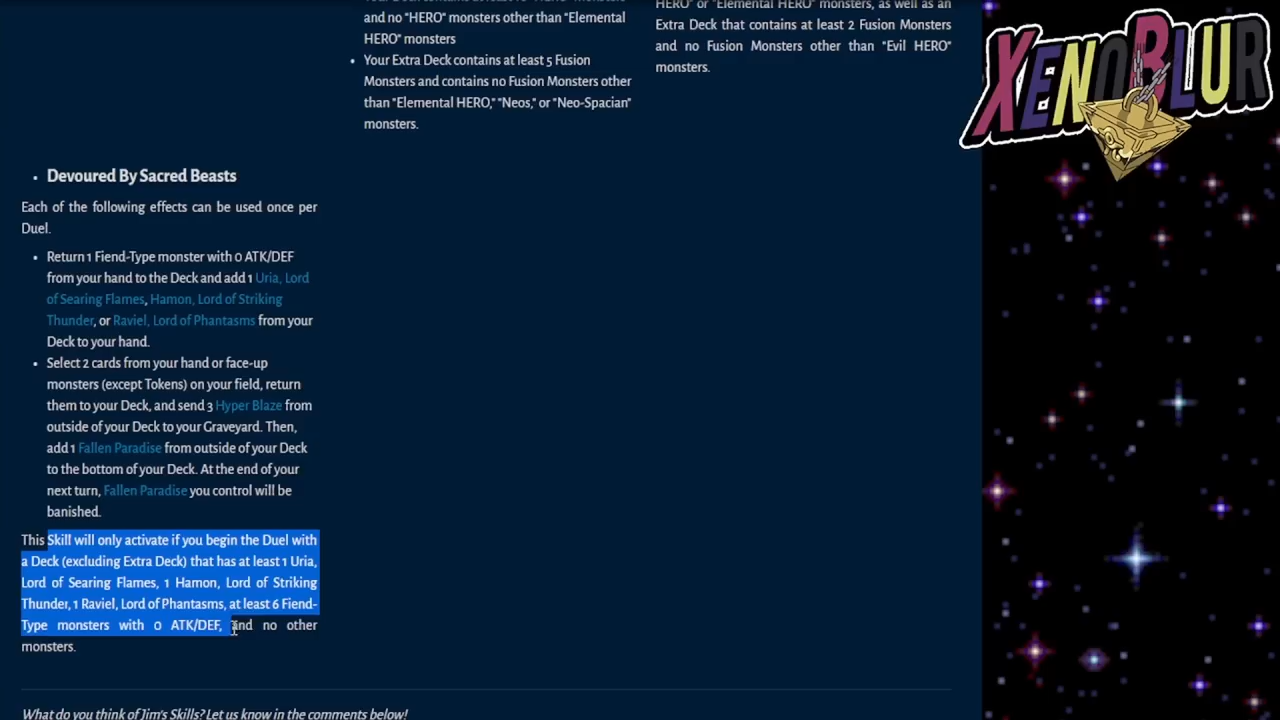 and no "HERO" monsters other than "Elemental
HERO" monsters
• Your Extra Deck contains at least 5 Fusion
Monsters and contains no Fusion Monsters other
than "Elemental HERO," "Neos," or "Neo-Spacian"
monsters.
HERO" or "Elemental HERO" monsters, as well as an
Extra Deck that contains at least 2 Fusion Monsters
and no Fusion Monsters other than "Evil HERO"
monsters.
XENOBLUR
• Devoured By Sacred Beasts
Each of the following effects can be used once per
Duel.
• Return 1 Fiend-Type monster with 0 ATK/DEF
from your hand to the Deck and add 1 Uria, Lord
of Searing Flames, Hamon, Lord of Striking
Thunder, or Raviel, Lord of Phantasms from your
Deck to your hand.
• Select 2 cards from your hand or face-up
monsters (except Tokens) on your field, return
them to your Deck, and send 3 Hyper Blaze from
outside of your Deck to your Graveyard. Then,
add 1 Fallen Paradise from outside of your Deck
to the bottom of your Deck. At the end of your
next turn, Fallen Paradise you control will be
banished.
This Skill will only activate if you begin the Duel with
a Deck (excluding Extra Deck) that has at least 1 Uria,
Lord of Searing Flames, 1 Hamon, Lord of Striking
Thunder, 1 Raviel, Lord of Phantasms, at least 6 Fiend-
Type monsters with 0 ATK/DEF, and no other
monsters.
What do you think of Jim's Skills? Let us know in the comments below!